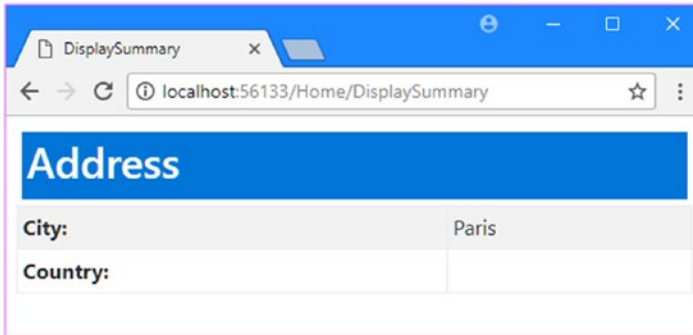 DisplaySummary
localhost:56133/Home/DisplaySummary
Address
City: Paris
Country: